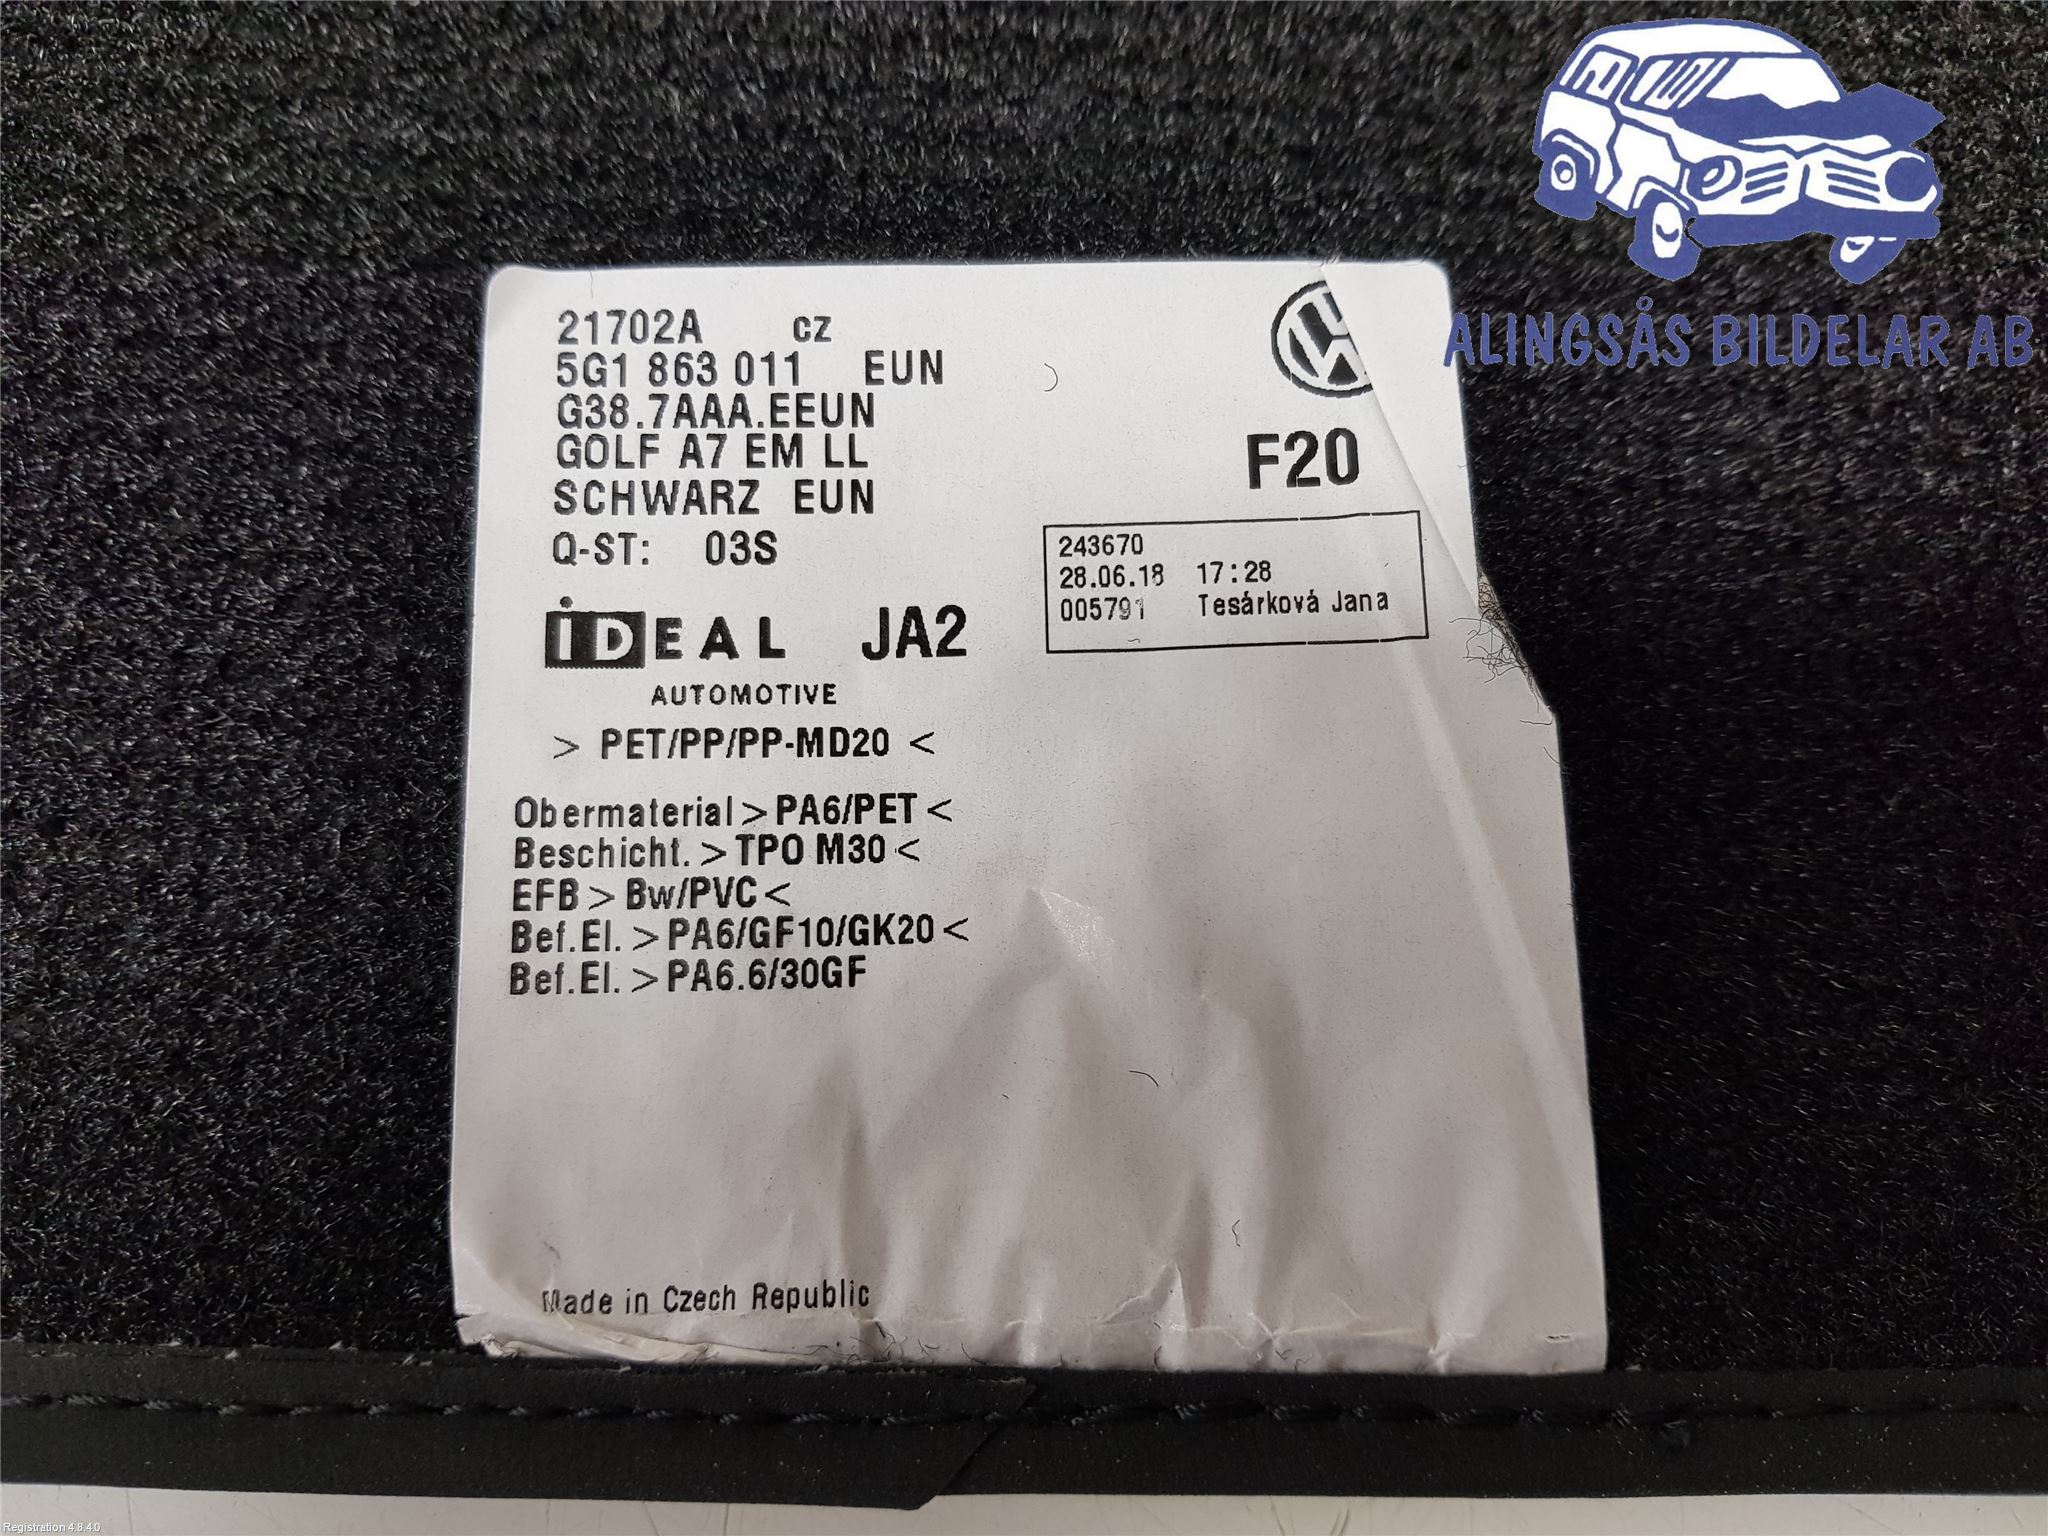 21702A CZ
5G1 863 011 EUN
G38.7AAA.EEUN
GOLF A7 EM LL
SCHWARZ EUN
Q-ST: 03S
F20
243670
28.06.18 17:28
005791 Tesárková Jana
iDEAL JA2
AUTOMOTIVE
> PET/PP/PP-MD20 <
Obermaterial > PA6/PET <
Beschicht. > TPO M30 <
EFB > Bw/PVC <
Bef.El. > PA6/GF10/GK20 <
Bef.El. > PA6.6/30GF
Made in Czech Republic
ALINGSÅS BILDELAR AB
Registration 4.8.4.0